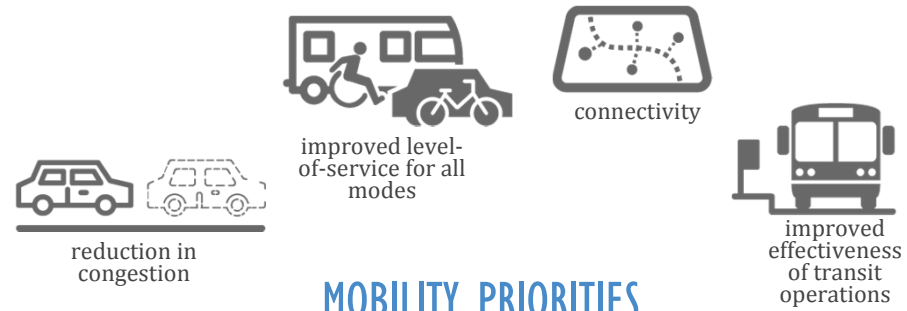 connectivity
improved level-
of-service for all
modes
reduction in
congestion
improved
effectiveness
of transit
operations
MOBILITY PRIORITIES